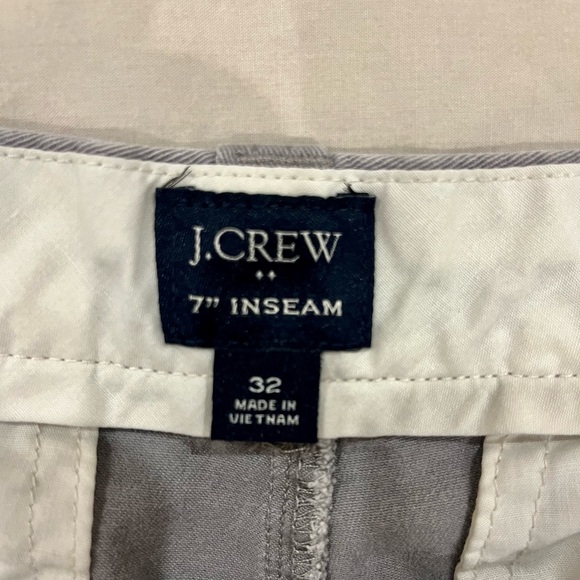 J.CREW
7" INSEAM
32
MADE IN
VIETNAM